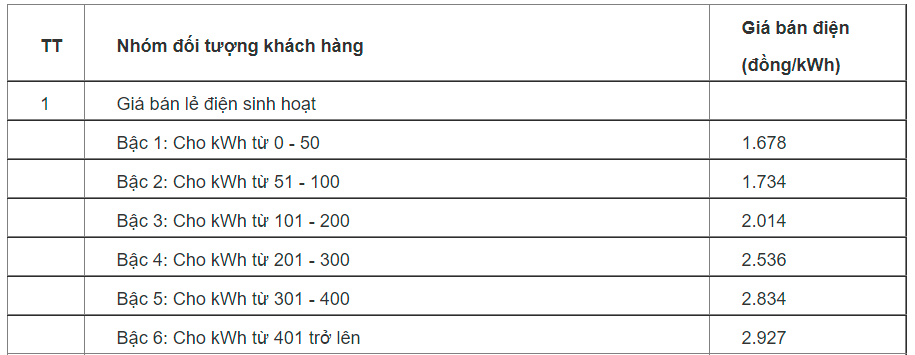 TT Nhóm đối tượng khách hàng Giá bán điện
(đồng/kWh)
1 Giá bán lẻ điện sinh hoạt
Bậc 1: Cho kWh từ 0 - 50 1.678
Bậc 2: Cho kWh từ 51 - 100 1.734
Bậc 3: Cho kWh từ 101 - 200 2.014
Bậc 4: Cho kWh từ 201 - 300 2.536
Bậc 5: Cho kWh từ 301 - 400 2.834
Bậc 6: Cho kWh từ 401 trở lên 2.927